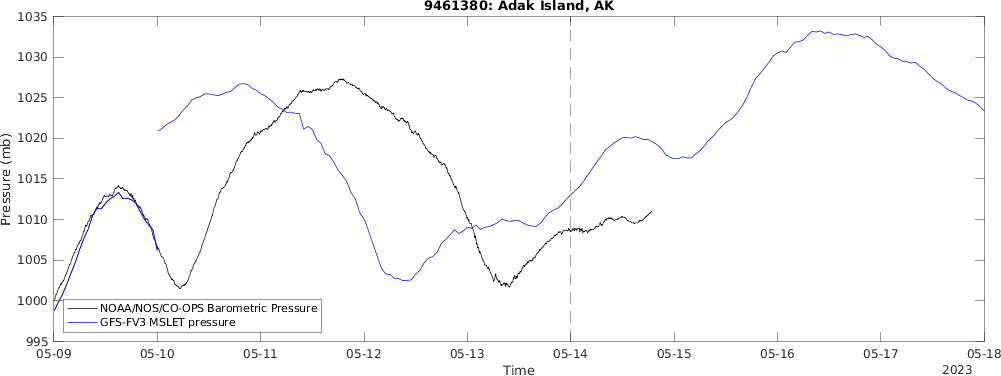 9461380: Adak Island, AK
1035
1030
1025
1020
1015
1010
1005
1000
995
Pressure (mb)
NOAA/NOS/CO-OPS Barometric Pressure
GFS-FV3 MSLET pressure
05-09 05-10 05-11 05-12 05-13 05-14 05-15 05-16 05-17 05-18
Time
2023